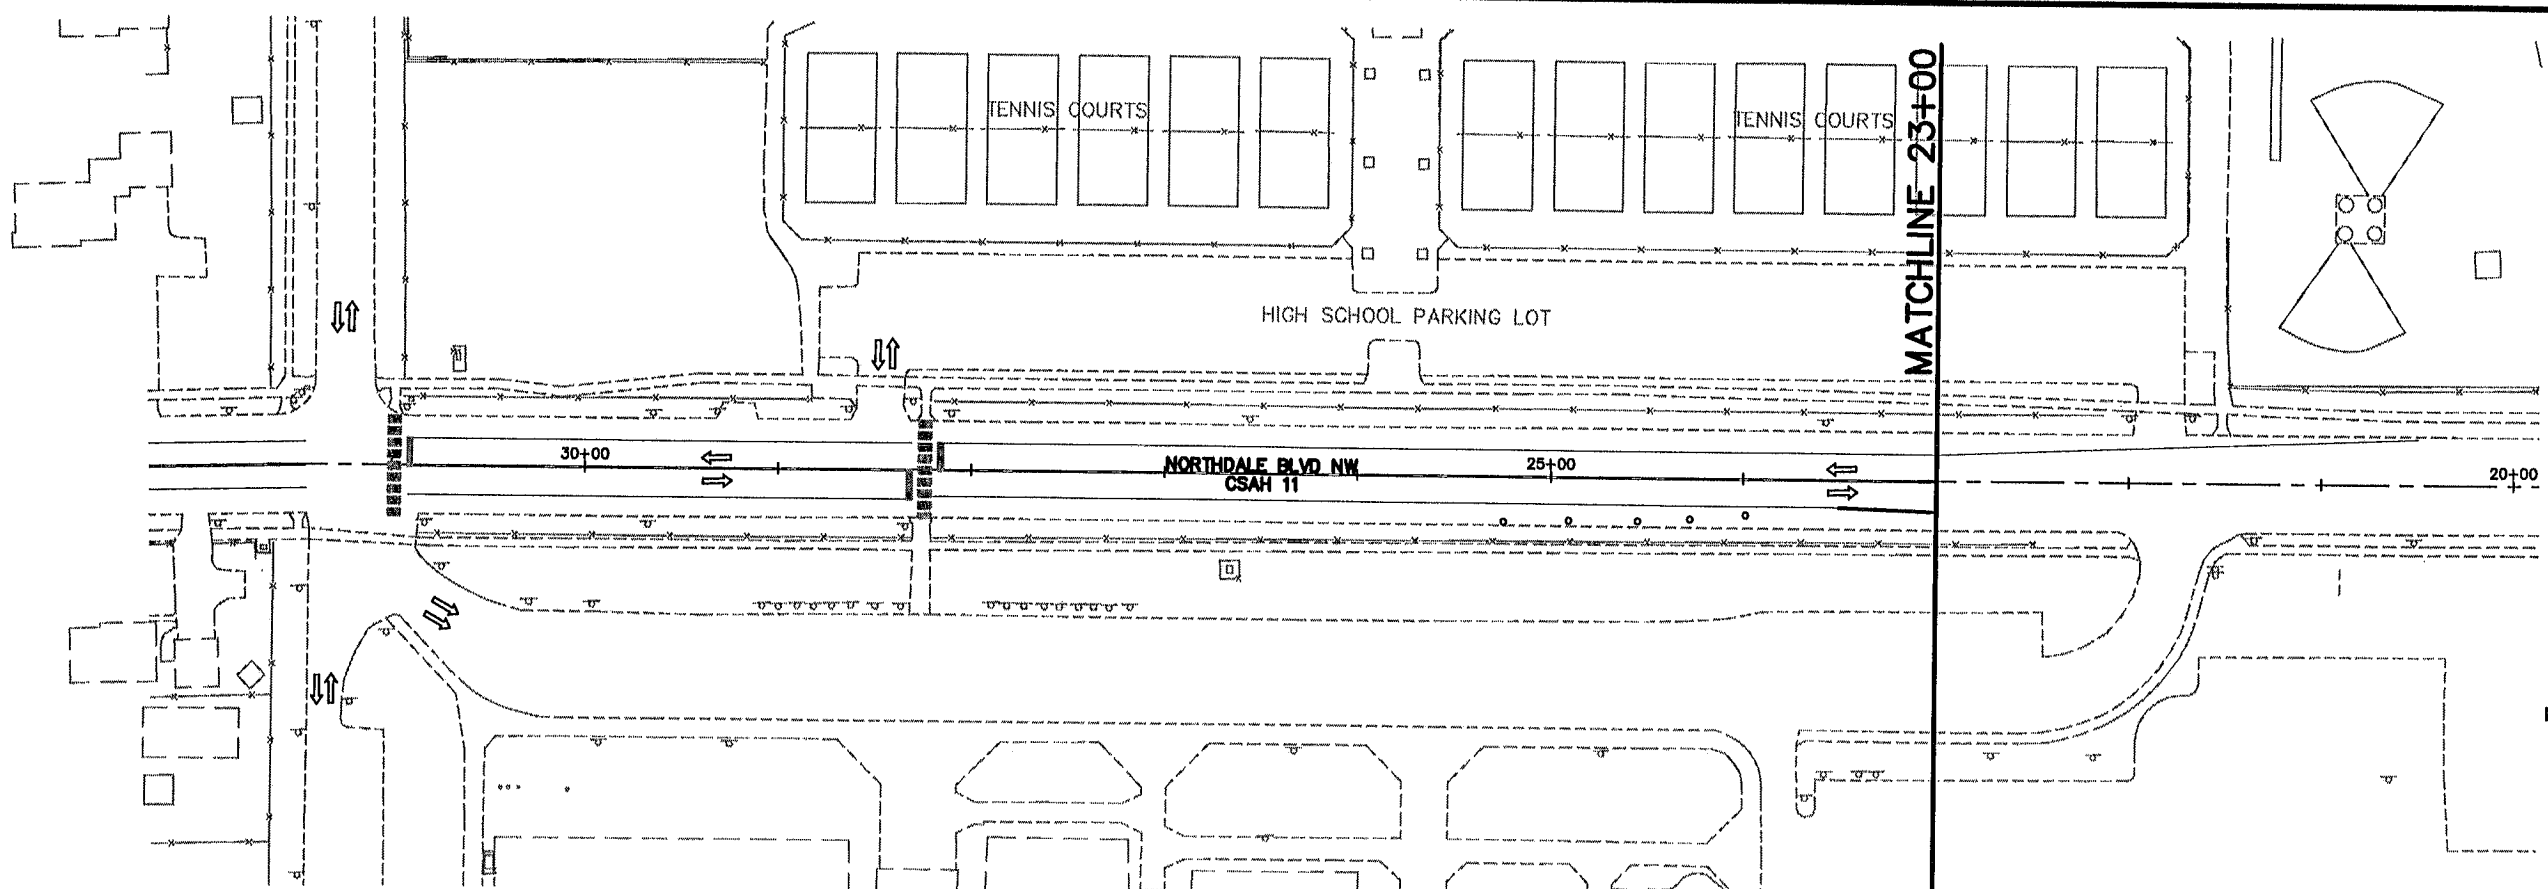 TENNIS COURTS
TENNIS COURTS
MATCHLINE 23+00
HIGH SCHOOL PARKING LOT
30+00
NORTHDALE BLVD NW
CSAH 11
25+00
20+00